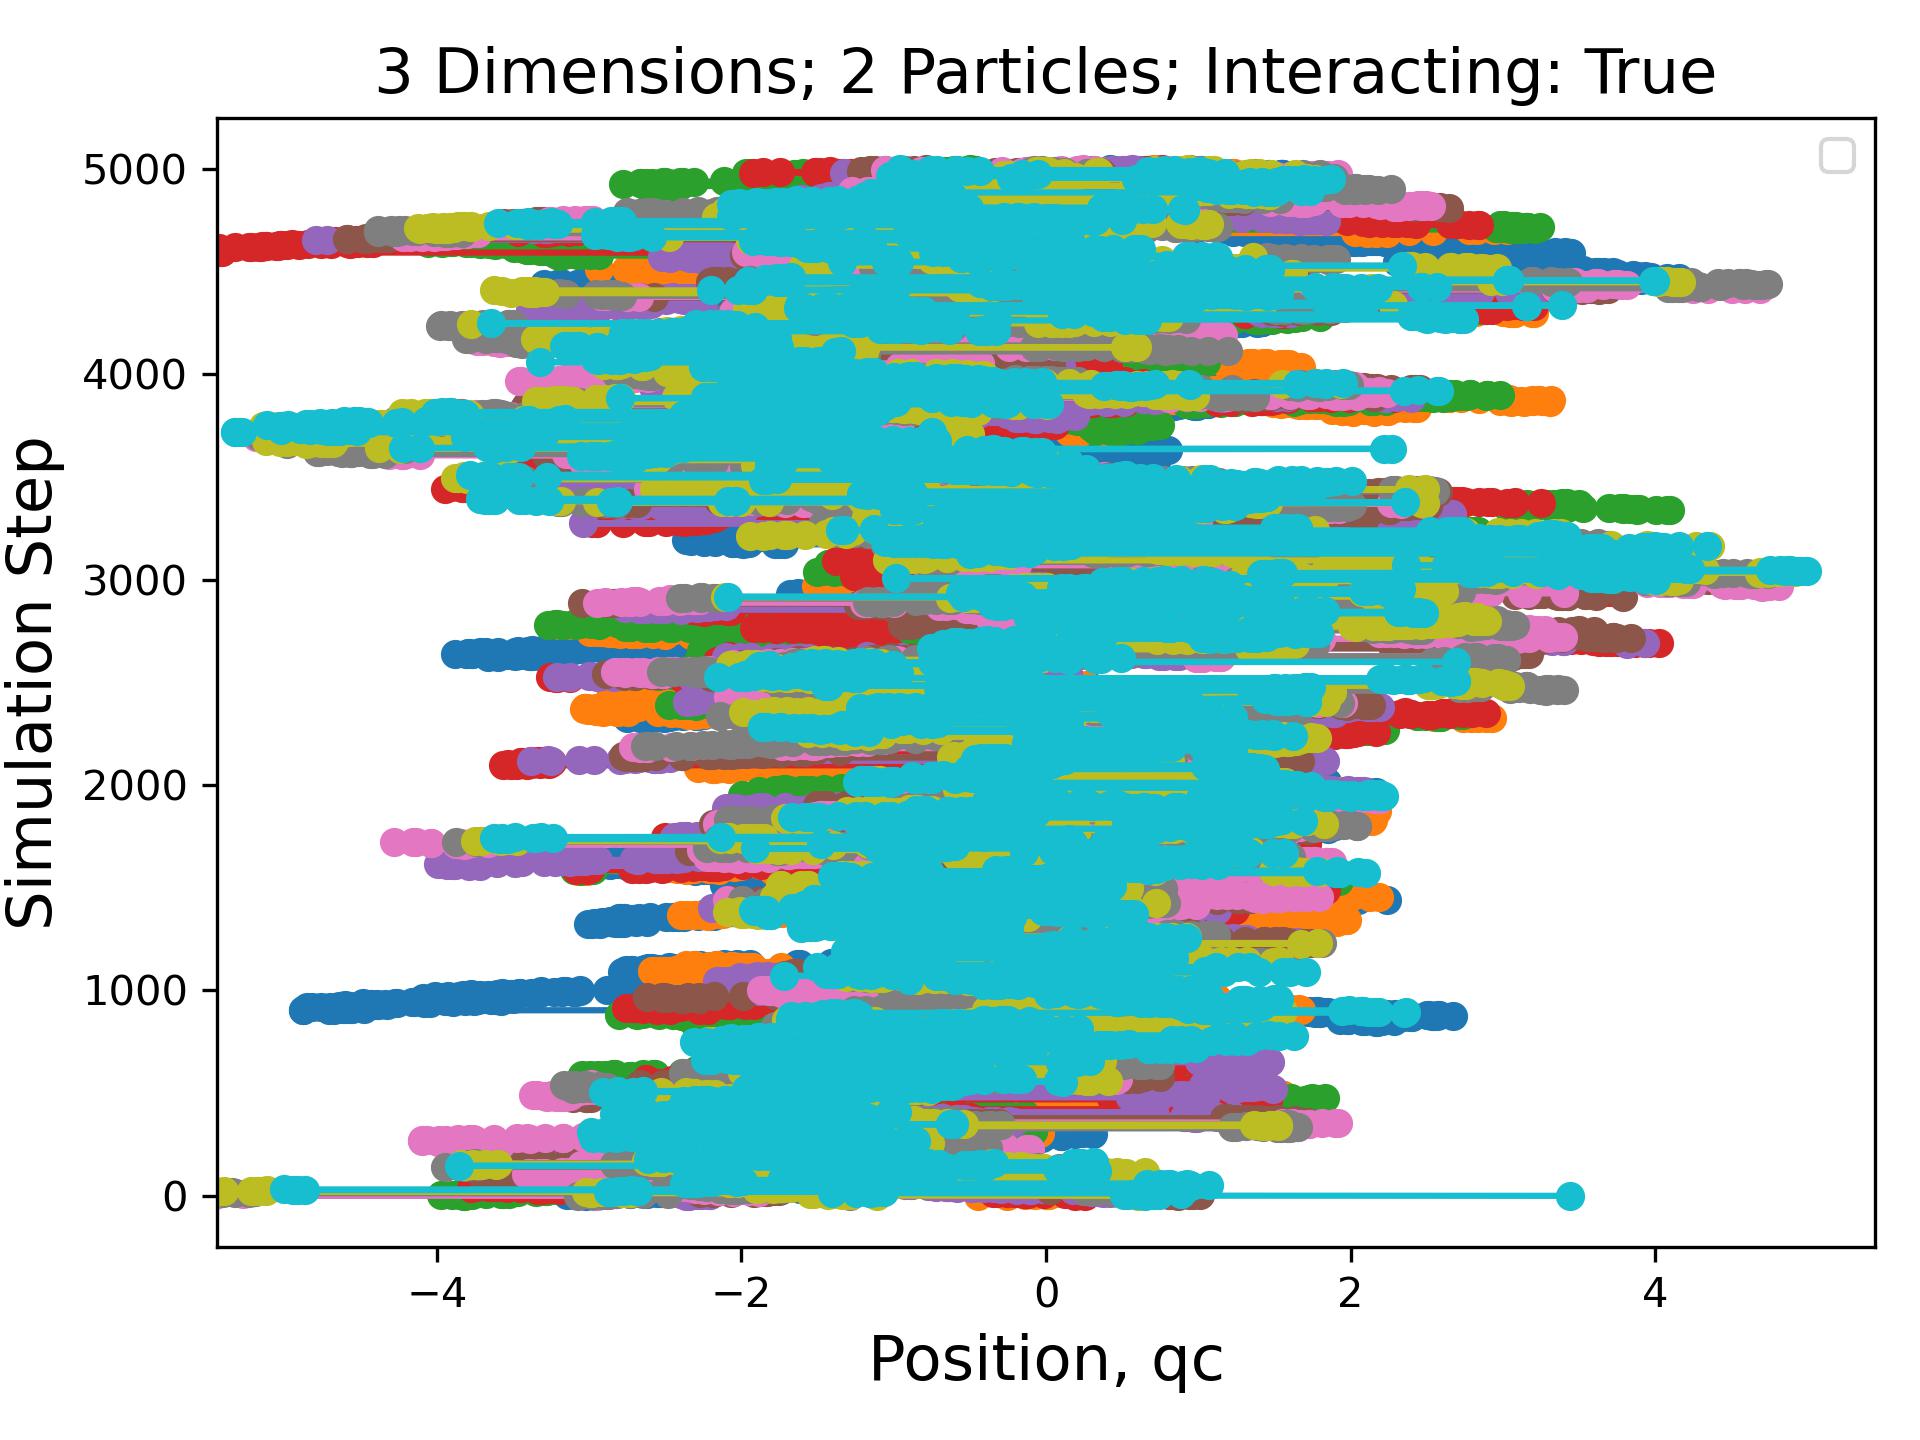 3 Dimensions; 2 Particles; Interacting: True
5000
4000
3000
2000
1000
0
Simulation Step
−4 −2 0 2 4
Position, qc